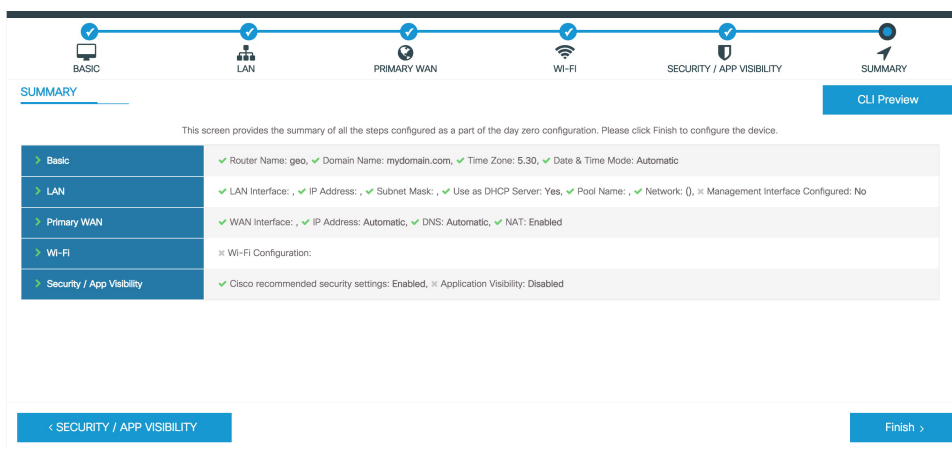 BASIC
LAN
PRIMARY WAN
WI-FI
SECURITY / APP VISIBILITY
SUMMARY
SUMMARY
CLI Preview
This screen provides the summary of all the steps configured as a part of the day zero configuration. Please click Finish to configure the device.
> Basic
Router Name: geo, Domain Name: mydomain.com, Time Zone: 5.30, Date & Time Mode: Automatic
> LAN
LAN Interface: , IP Address: , Subnet Mask: , Use as DHCP Server: Yes, Pool Name: , Network: (), Management Interface Configured: No
> Primary WAN
WAN Interface: , IP Address: Automatic, DNS: Automatic, NAT: Enabled
> Wi-Fi
Wi-Fi Configuration:
> Security / App Visibility
Cisco recommended security settings: Enabled, Application Visibility: Disabled
< SECURITY / APP VISIBILITY
Finish >